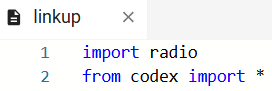 linkup
1 import radio
2 from codex import *